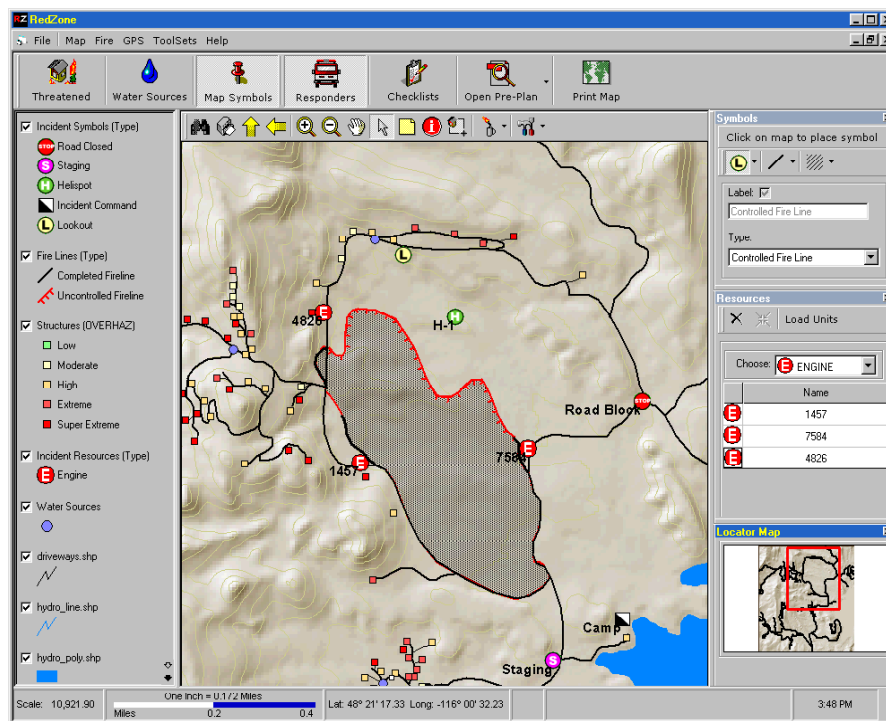 RZ RedZone
File Map Fire GPS ToolSets Help
Threatened Water Sources Map Symbols Responders Checklists Open Pre-Plan Print Map
Incident Symbols (Type)
STOP Road Closed
S Staging
H Helispot
Incident Command
L Lookout
Fire Lines (Type)
Completed Fireline
Uncontrolled Fireline
Structures (OVERHAZ)
Low
Moderate
High
Extreme
Super Extreme
Incident Resources (Type)
E Engine
Water Sources
driveways.shp
hydro_line.shp
hydro_poly.shp
L
4826 E
H-1 H
Road Block STOP
7584 E
1457 E
Camp
Staging S
Symbols
Click on map to place symbol
L
Label:
Controlled Fire Line
Type:
Controlled Fire Line
Resources
Load Units
Choose: E ENGINE
Name
E 1457
E 7584
E 4826
Locator Map
Scale: 10,921.90
One Inch = 0.172 Miles
Miles 0.2 0.4
Lat: 48º 21' 17.33 Long: -116º 00' 32.23
3:48 PM